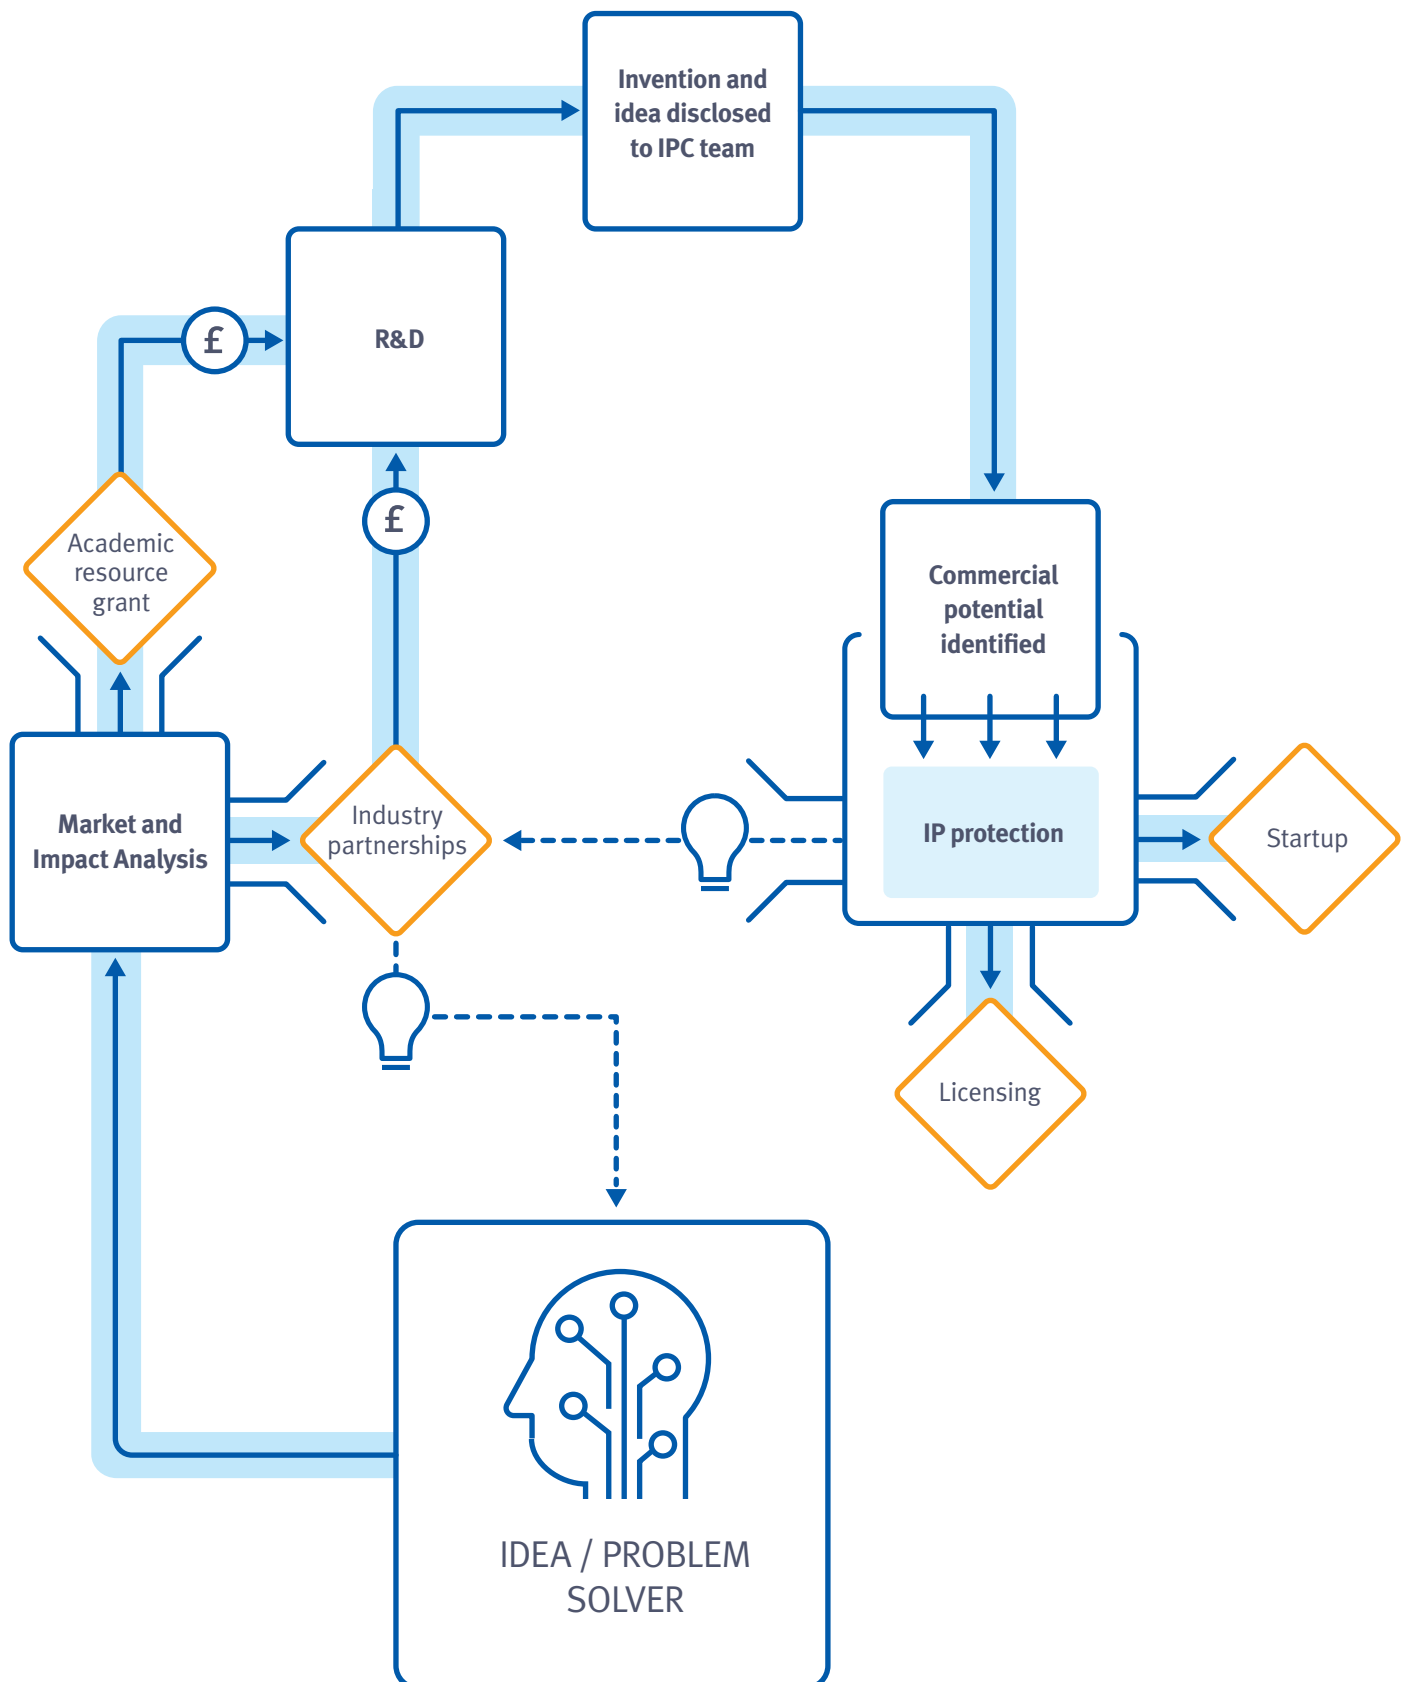 Invention and
idea disclosed
to IPC team
R&D
£
£
Academic
resource
grant
Commercial
potential
identified
Market and
Impact Analysis
Industry
partnerships
IP protection
Startup
Licensing
IDEA / PROBLEM
SOLVER